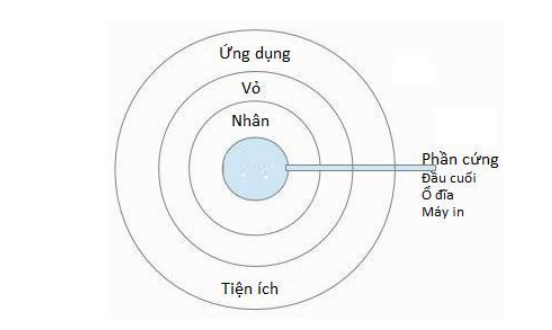 Ứng dụng
Vỏ
Nhân
Phần cứng
Đầu cuối
Ổ đĩa
Máy in
Tiện ích